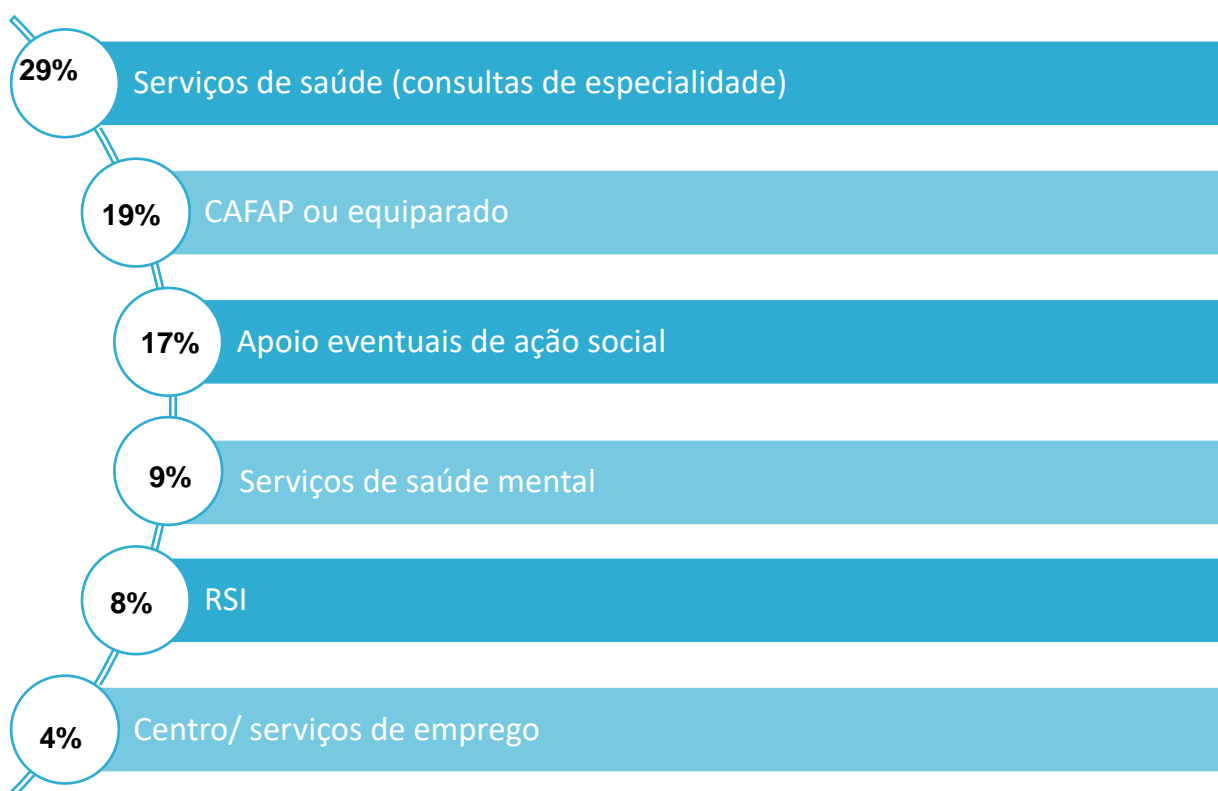 29% Serviços de saúde (consultas de especialidade)
19% CAFAP ou equiparado
17% Apoio eventuais de ação social
9% Serviços de saúde mental
8% RSI
4% Centro/ serviços de emprego